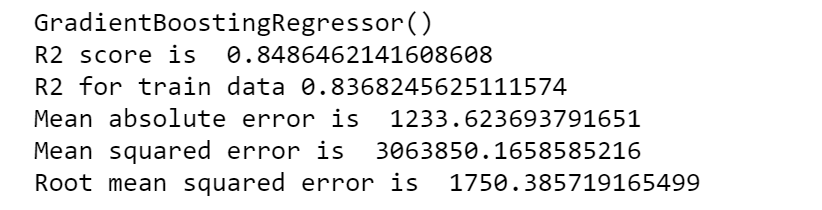 GradientBoostingRegressor()
R2 score is  0.8486462141608608
R2 for train data 0.8368245625111574
Mean absolute error is  1233.623693791651
Mean squared error is  3063850.1658585216
Root mean squared error is  1750.385719165499